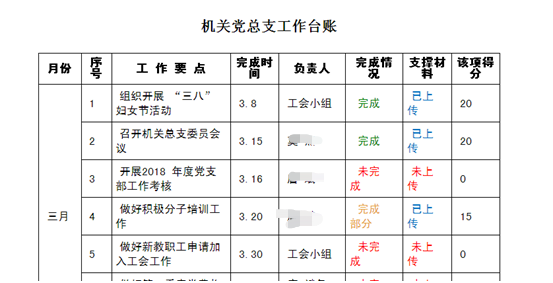 机关党总支工作台账
月份 序号 工 作 要 点 完成时间 负责人 完成情况 支撑材料 该项得分
三月
1 组织开展 “三八” 妇女节活动 3.8 工会小组 完成 已上传 20
2 召开机关总支委员会会议 3.15 完成 已上传 20
3 开展2018 年度党支部工作考核 3.16 未完成 未上传 0
4 做好积极分子培训工作 3.20 完成部分 已上传 15
5 做好新教职工申请加入工会工作 3.30 工会小组 未完成 未上传 0